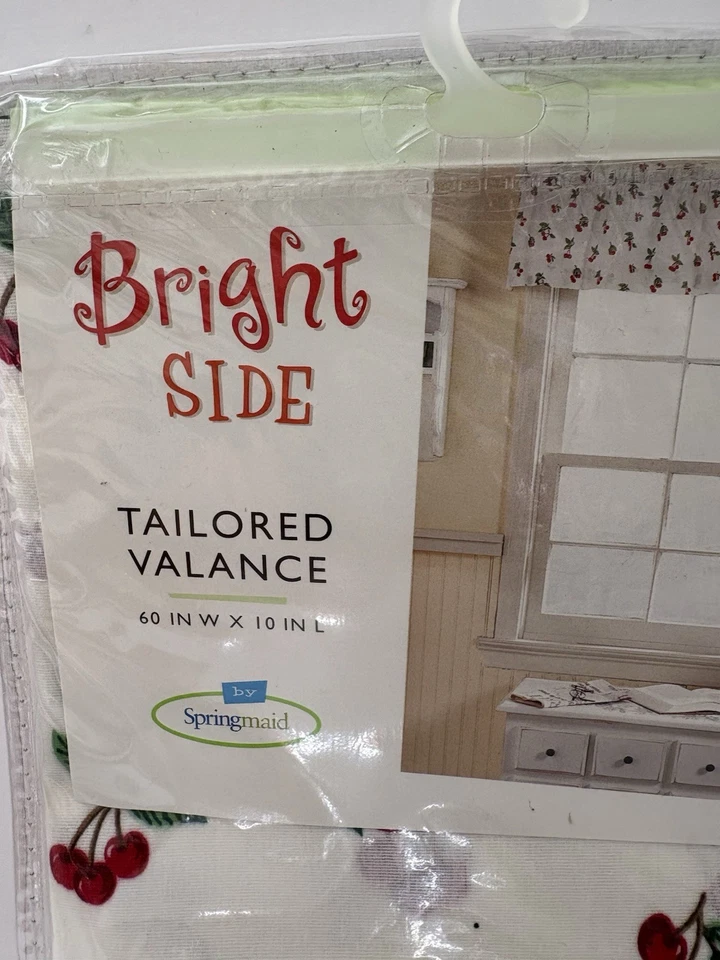 Bright
SIDE
TAILORED
VALANCE
60 IN W X 10 IN L
by
Springmaid